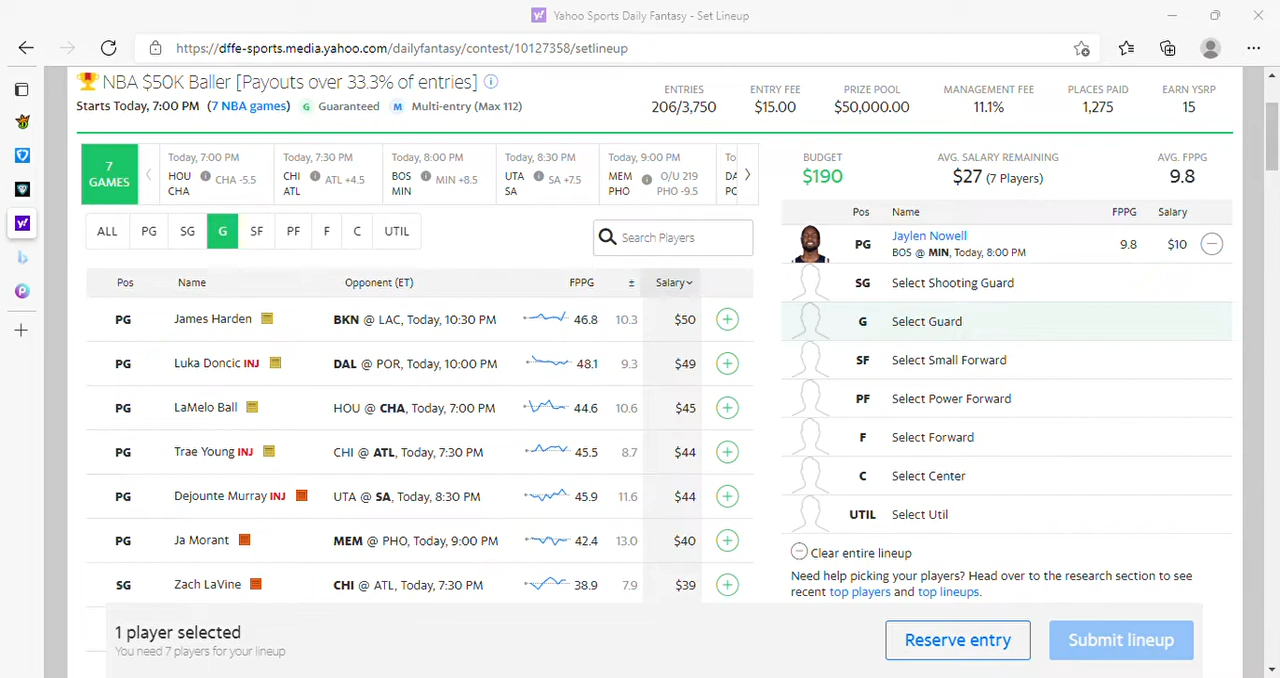 Yahoo Sports Daily Fantasy - Set Lineup
https://dffe-sports.media.yahoo.com/dailyfantasy/contest/10127358/setlineup
NBA $50K Baller [Payouts over 33.3% of entries]
Starts Today, 7:00 PM (7 NBA games) G Guaranteed M Multi-entry (Max 112)
ENTRIES ENTRY FEE PRIZE POOL MANAGEMENT FEE PLACES PAID EARN YSRP
206/3,750 $15.00 $50,000.00 11.1% 1,275 15
7 GAMES
Today, 7:00 PM HOU CHA CHA -5.5
Today, 7:30 PM CHI ATL ATL +4.5
Today, 8:00 PM BOS MIN MIN +8.5
Today, 8:30 PM UTA SA SA +7.5
Today, 9:00 PM MEM PHO O/U 219 PHO -9.5
To DA PC
ALL PG SG G SF PF F C UTIL
Search Players
Pos Name Opponent (ET) FPPG ± Salary
PG James Harden BKN @ LAC, Today, 10:30 PM 46.8 10.3 $50
PG Luka Doncic INJ DAL @ POR, Today, 10:00 PM 48.1 9.3 $49
PG LaMelo Ball HOU @ CHA, Today, 7:00 PM 44.6 10.6 $45
PG Trae Young INJ CHI @ ATL, Today, 7:30 PM 45.5 8.7 $44
PG Dejounte Murray INJ UTA @ SA, Today, 8:30 PM 45.9 11.6 $44
PG Ja Morant MEM @ PHO, Today, 9:00 PM 42.4 13.0 $40
SG Zach LaVine CHI @ ATL, Today, 7:30 PM 38.9 7.9 $39
BUDGET AVG. SALARY REMAINING AVG. FPPG
$190 $27 (7 Players) 9.8
Pos Name FPPG Salary
PG Jaylen Nowell 9.8 $10
BOS @ MIN, Today, 8:00 PM
SG Select Shooting Guard
G Select Guard
SF Select Small Forward
PF Select Power Forward
F Select Forward
C Select Center
UTIL Select Util
Clear entire lineup
Need help picking your players? Head over to the research section to see
recent top players and top lineups.
1 player selected
You need 7 players for your lineup
Reserve entry
Submit lineup